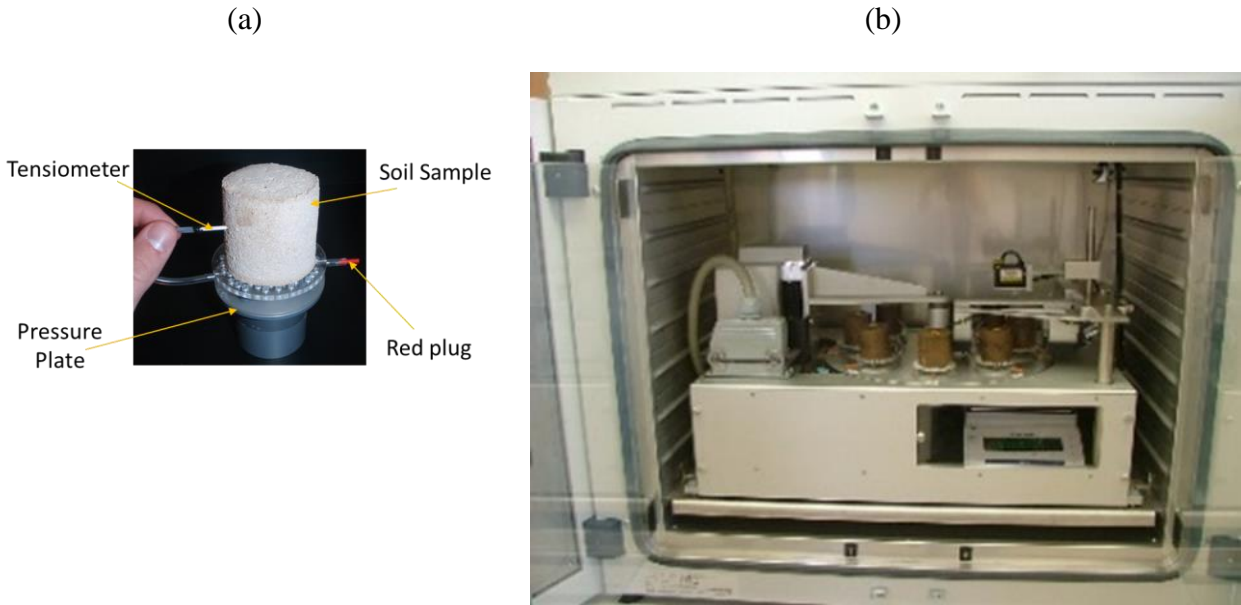 (a)
(b)
Tensiometer
Soil Sample
Pressure
Plate
Red plug